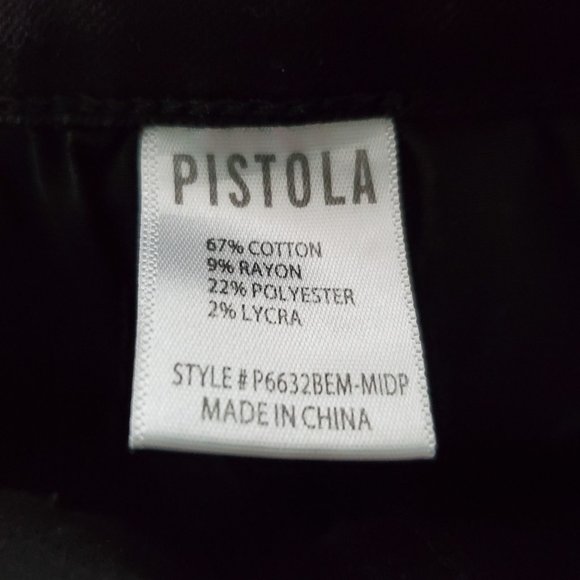 PISTOLA
67% COTTON
9% RAYON
22% POLYESTER
2% LYCRA
STYLE # P6632BEM-MIDP
MADE IN CHINA